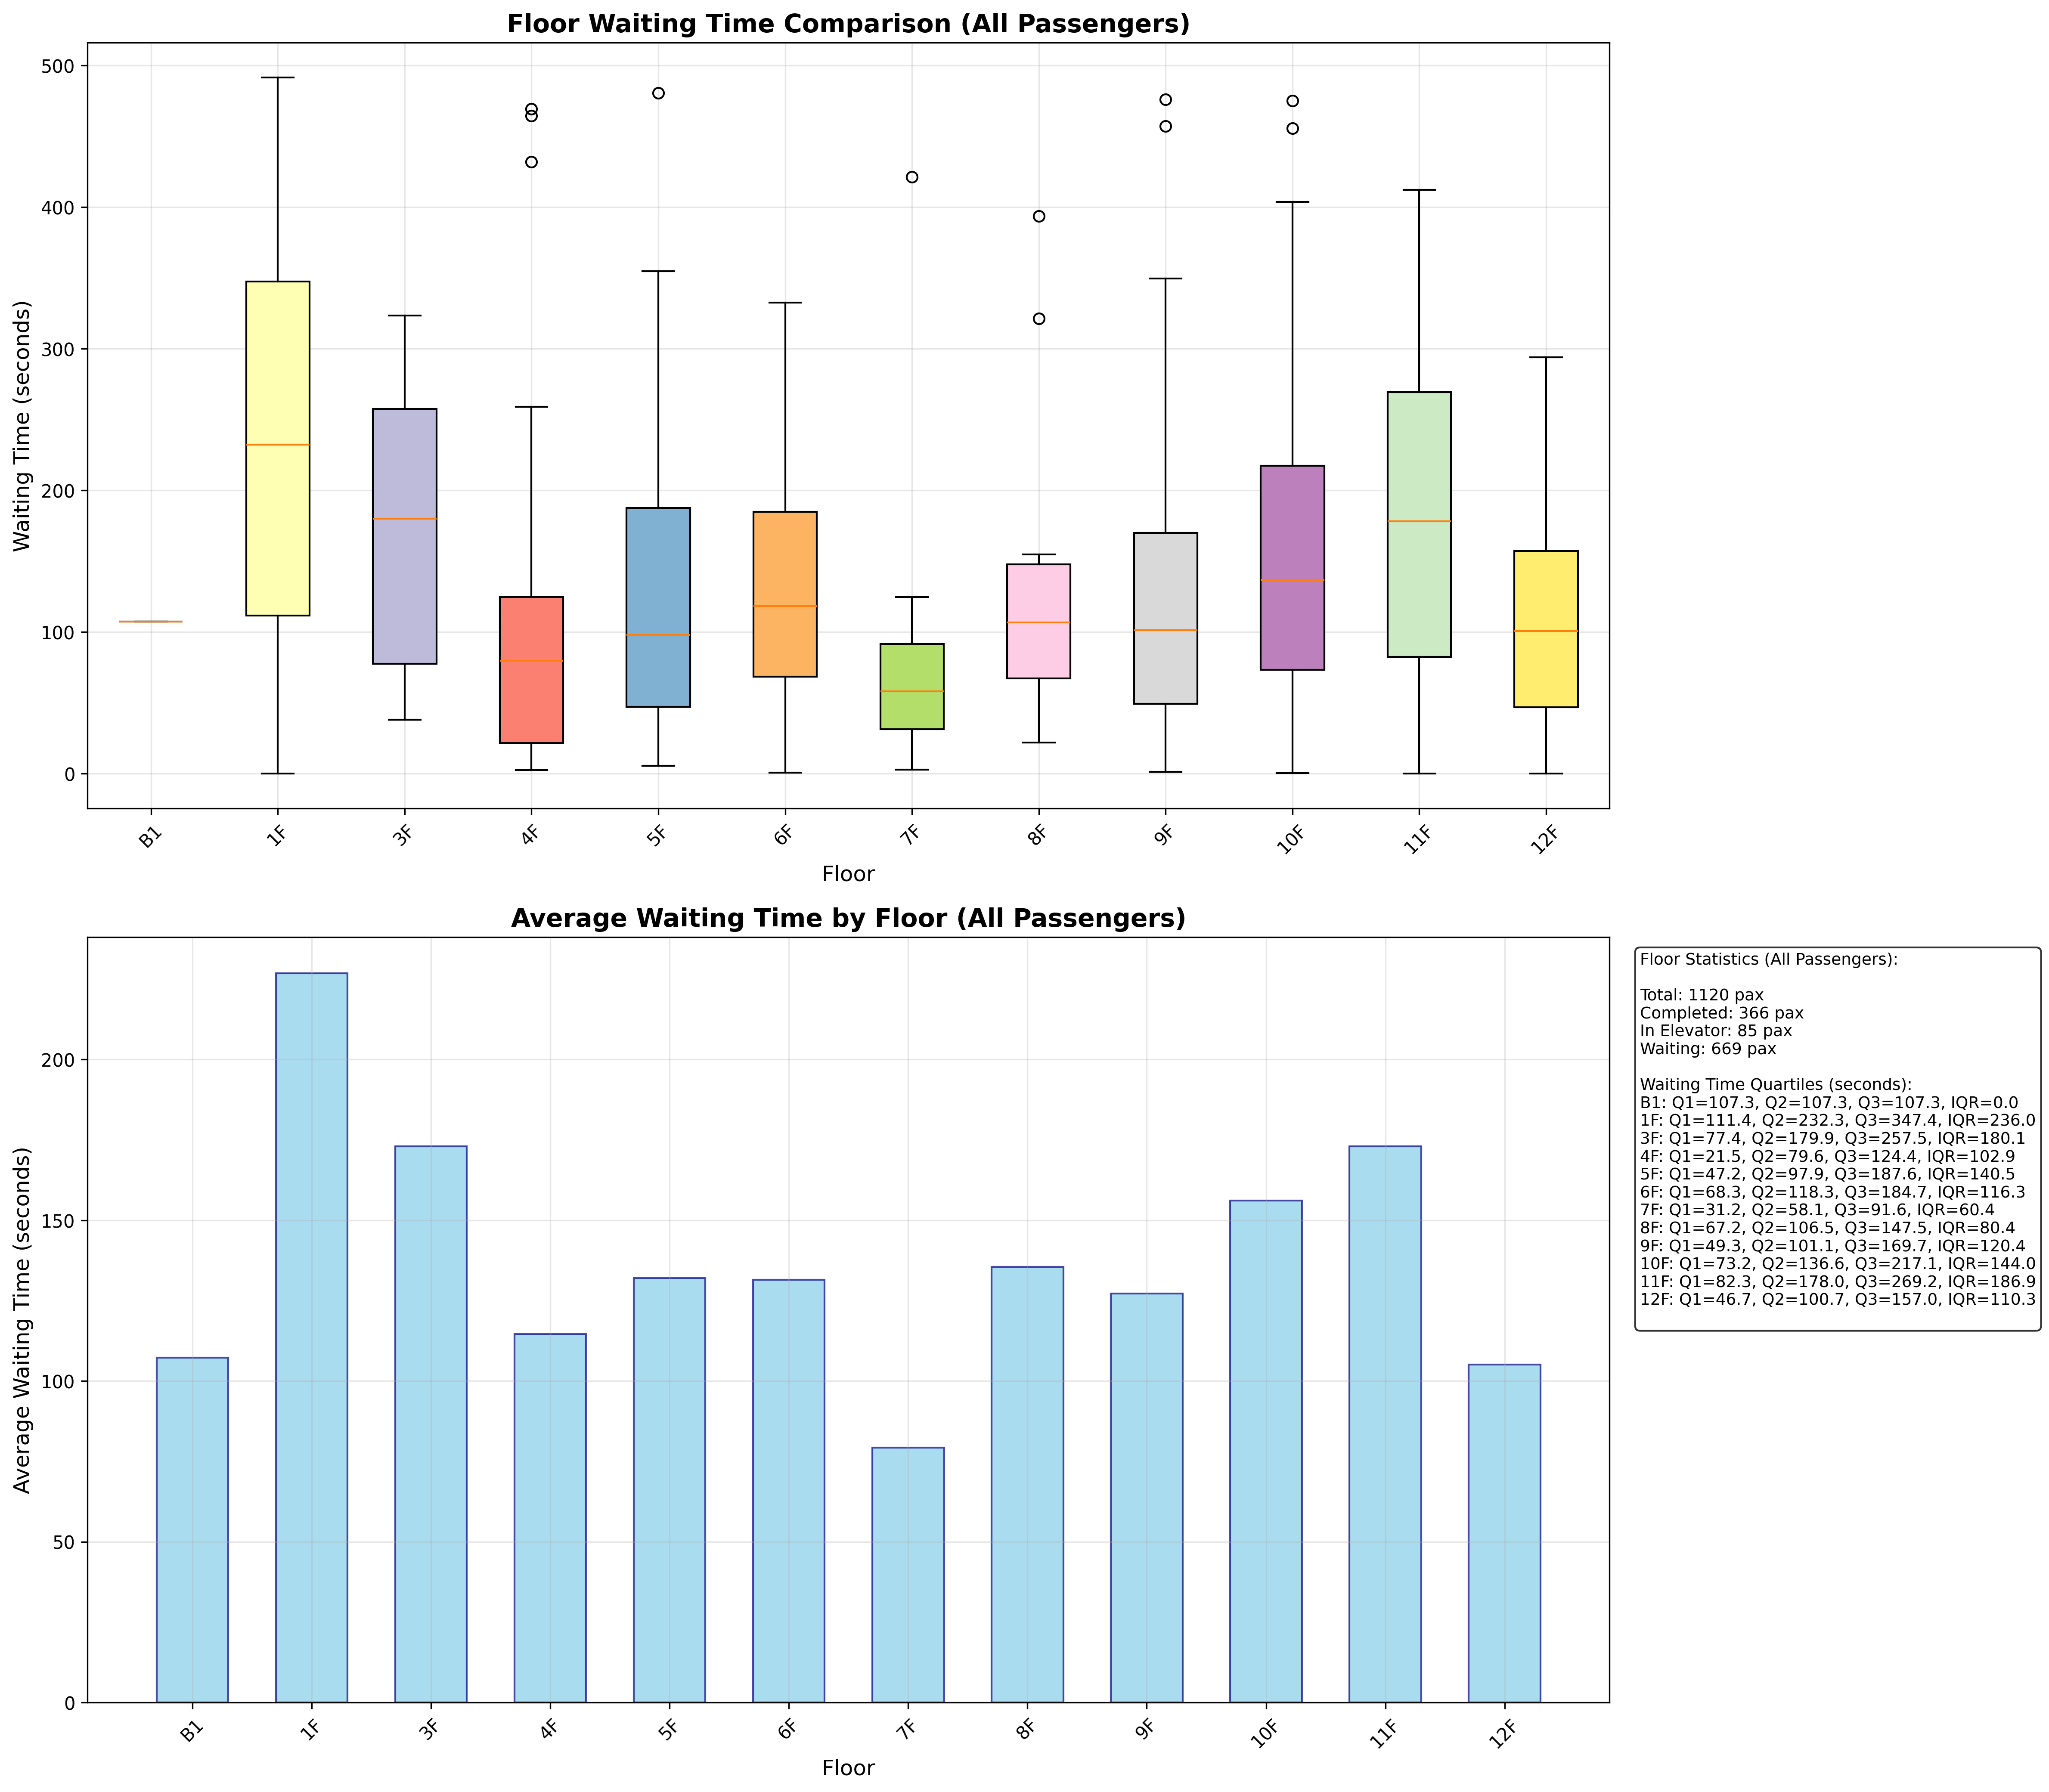 Floor Waiting Time Comparison (All Passengers)
Waiting Time (seconds)
500
400
300
200
100
0
B1
1F
3F
4F
5F
6F
7F
8F
9F
10F
11F
12F
Floor
Average Waiting Time by Floor (All Passengers)
Average Waiting Time (seconds)
200
150
100
50
0
B1
1F
3F
4F
5F
6F
7F
8F
9F
10F
11F
12F
Floor
Floor Statistics (All Passengers):
Total: 1120 pax
Completed: 366 pax
In Elevator: 85 pax
Waiting: 669 pax
Waiting Time Quartiles (seconds):
B1: Q1=107.3, Q2=107.3, Q3=107.3, IQR=0.0
1F: Q1=111.4, Q2=232.3, Q3=347.4, IQR=236.0
3F: Q1=77.4, Q2=179.9, Q3=257.5, IQR=180.1
4F: Q1=21.5, Q2=79.6, Q3=124.4, IQR=102.9
5F: Q1=47.2, Q2=97.9, Q3=187.6, IQR=140.5
6F: Q1=68.3, Q2=118.3, Q3=184.7, IQR=116.3
7F: Q1=31.2, Q2=58.1, Q3=91.6, IQR=60.4
8F: Q1=67.2, Q2=106.5, Q3=147.5, IQR=80.4
9F: Q1=49.3, Q2=101.1, Q3=169.7, IQR=120.4
10F: Q1=73.2, Q2=136.6, Q3=217.1, IQR=144.0
11F: Q1=82.3, Q2=178.0, Q3=269.2, IQR=186.9
12F: Q1=46.7, Q2=100.7, Q3=157.0, IQR=110.3